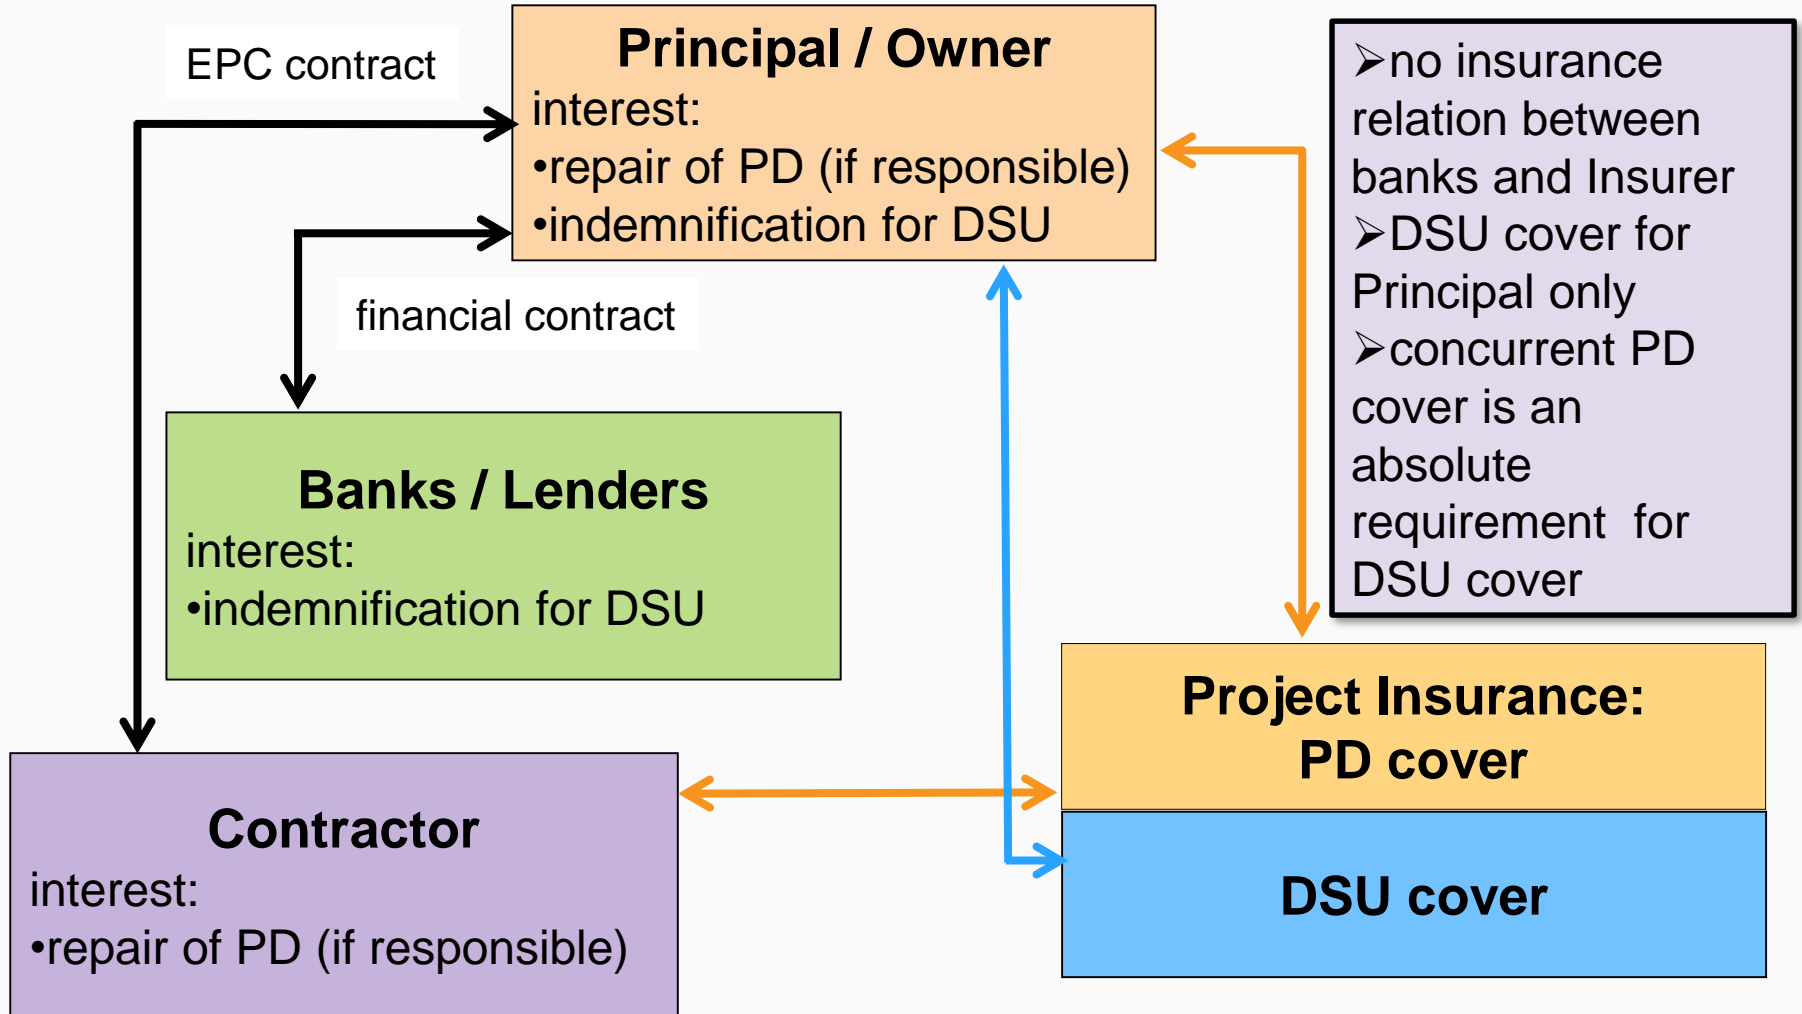 EPC contract
Principal / Owner
interest:
•repair of PD (if responsible)
•indemnification for DSU
financial contract
Banks / Lenders
interest:
•indemnification for DSU
Contractor
interest:
•repair of PD (if responsible)
➢no insurance
relation between
banks and Insurer
➢DSU cover for
Principal only
➢concurrent PD
cover is an
absolute
requirement  for
DSU cover
Project Insurance:
PD cover
DSU cover